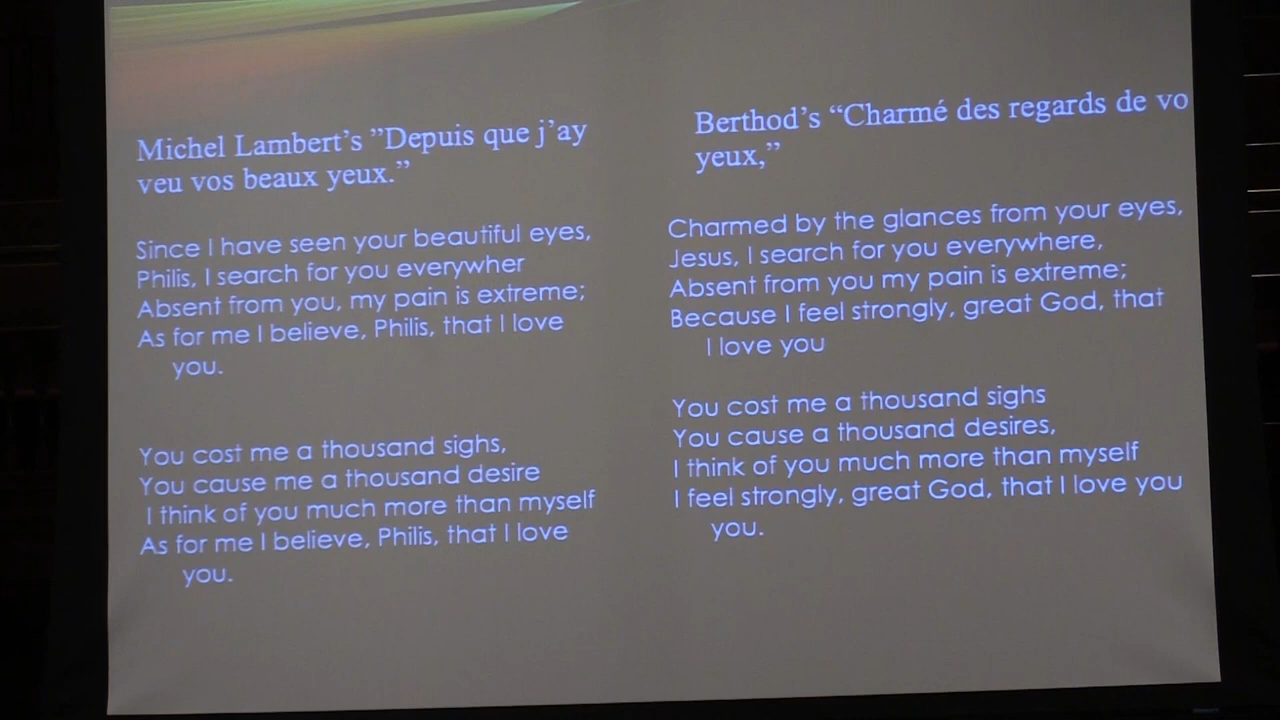 Michel Lambert's ”Depuis que j'ay
veu vos beaux yeux.”
Since I have seen your beautiful eyes,
Philis, I search for you everywher
Absent from you, my pain is extreme;
As for me I believe, Philis, that I love
you.
You cost me a thousand sighs,
You cause me a thousand desire
I think of you much more than myself
As for me I believe, Philis, that I love
you.
Berthod's “Charmé des regards de vo
yeux,”
Charmed by the glances from your eyes,
Jesus, I search for you everywhere,
Absent from you my pain is extreme;
Because I feel strongly, great God, that
I love you
You cost me a thousand sighs
You cause a thousand desires,
I think of you much more than myself
I feel strongly, great God, that I love you
you.